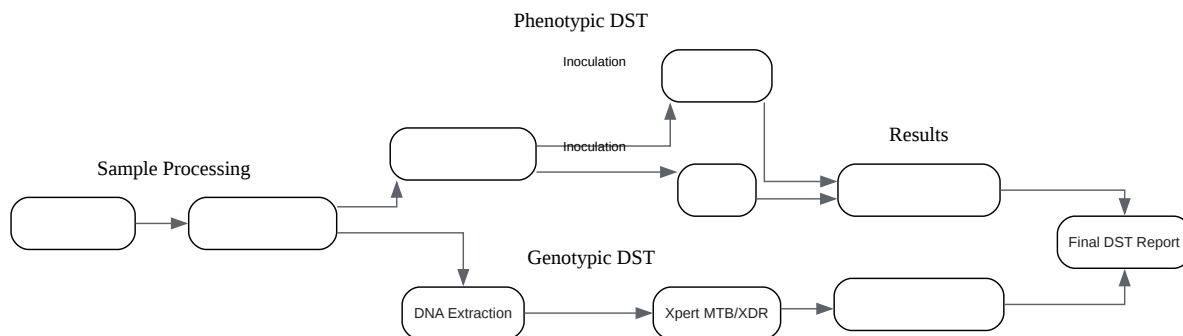 Phenotypic DST
Inoculation
Inoculation
Results
Sample Processing
Final DST Report
Genotypic DST
DNA Extraction
Xpert MTB/XDR